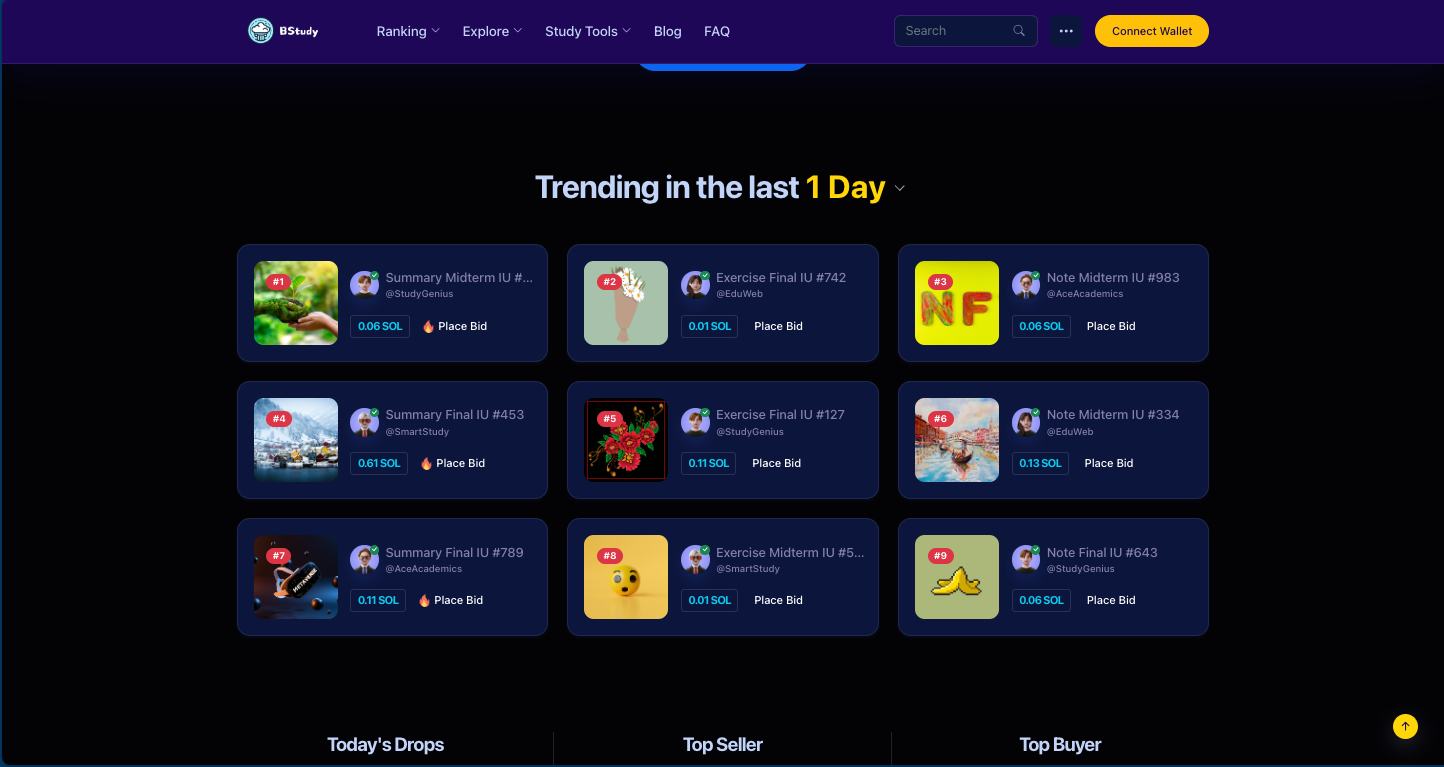 BStudy
Ranking
Explore
Study Tools
Blog
FAQ
Search
Connect Wallet
Trending in the last 1 Day
#1
Summary Midterm IU #...
@StudyGenius
0.06 SOL
🔥 Place Bid
#2
Exercise Final IU #742
@EduWeb
0.01 SOL
Place Bid
#3
NF
Note Midterm IU #983
@AceAcademics
0.06 SOL
Place Bid
#4
Summary Final IU #453
@SmartStudy
0.61 SOL
🔥 Place Bid
#5
Exercise Final IU #127
@StudyGenius
0.11 SOL
Place Bid
#6
Note Midterm IU #334
@EduWeb
0.13 SOL
Place Bid
#7
METAVERSE
Summary Final IU #789
@AceAcademics
0.11 SOL
🔥 Place Bid
#8
Exercise Midterm IU #5...
@SmartStudy
0.01 SOL
Place Bid
#9
Note Final IU #643
@StudyGenius
0.06 SOL
Place Bid
Today's Drops
Top Seller
Top Buyer